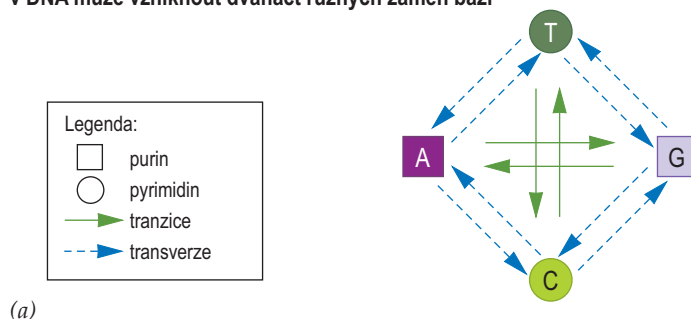 v DNA může vzniknout dvanáct různých záměn bází
T
Legenda:
purin
A
G
pyrimidin
tranzice
transverze
C
(a)